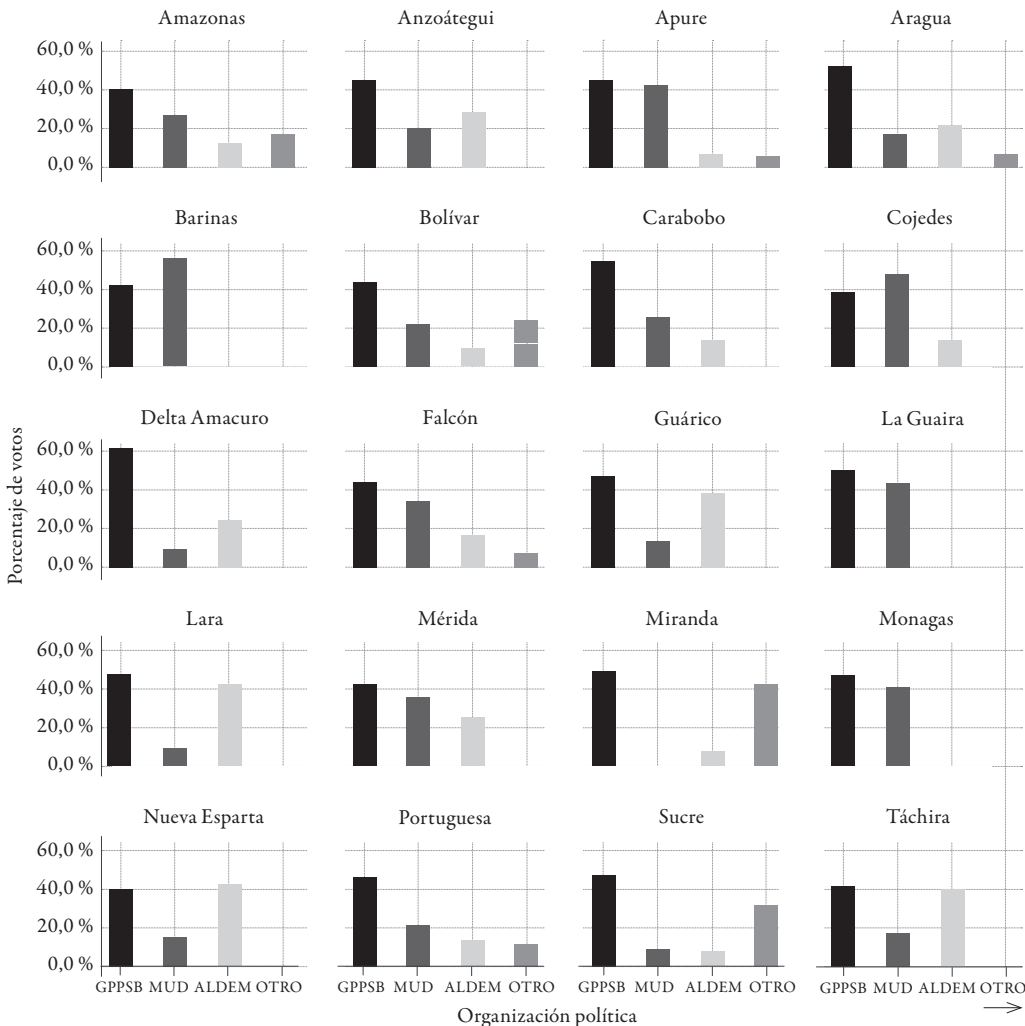 Amazonas
Anzoátegui
Apure
Aragua
60,0 %
40,0 %
20,0 %
0,0 %
Barinas
Bolívar
Carabobo
Cojedes
60,0 %
40,0 %
20,0 %
0,0 %
Delta Amacuro
Falcón
Guárico
La Guaira
60,0 %
40,0 %
20,0 %
0,0 %
Porcentaje de votos
Lara
Mérida
Miranda
Monagas
60,0 %
40,0 %
20,0 %
0,0 %
Nueva Esparta
Portuguesa
Sucre
Táchira
60,0 %
40,0 %
20,0 %
0,0 %
GPPSB MUD ALDEM OTRO
GPPSB MUD ALDEM OTRO
GPPSB MUD ALDEM OTRO
GPPSB MUD ALDEM OTRO
Organización política